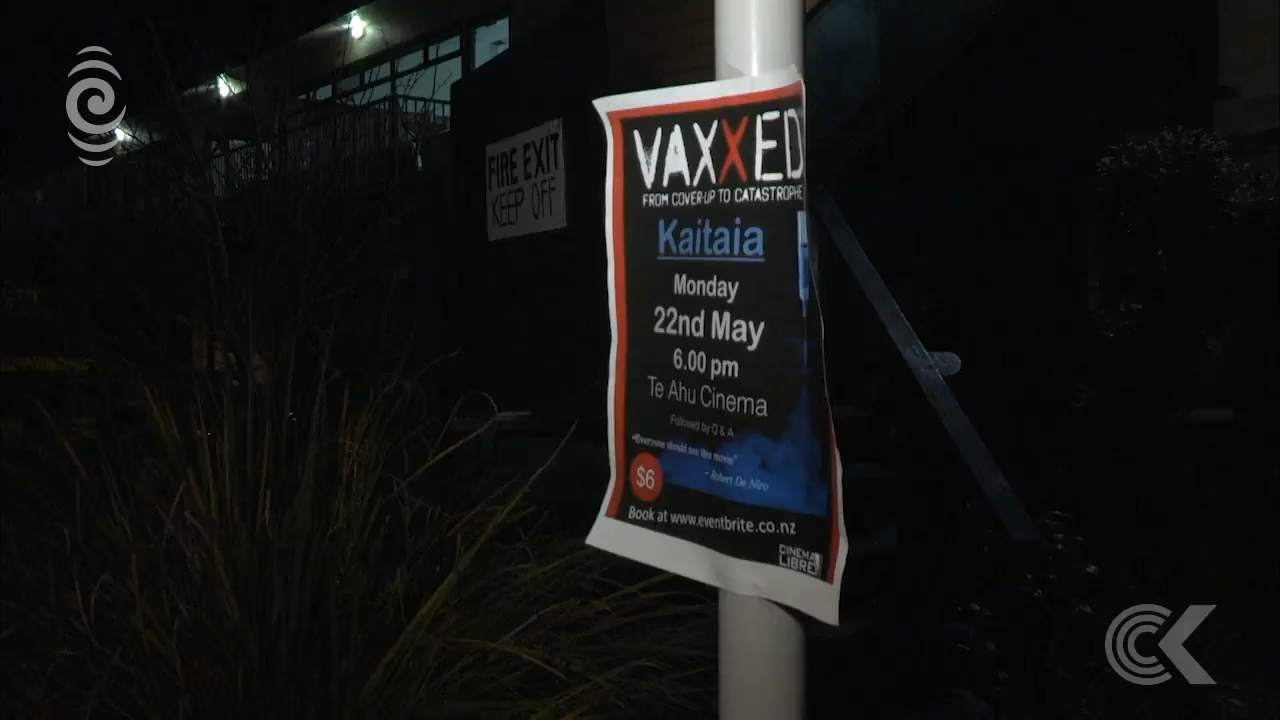 FIRE EXIT
KEEP OFF
VAXXED
FROM COVER-UP TO CATASTROPHE
Kaitaia
Monday
22nd May
6.00 pm
Te Ahu Cinema
Followed by Q & A
"Everyone should see this movie"
- Robert De Niro
$6
Book at www.eventbrite.co.nz
CINEMA
LIBRE